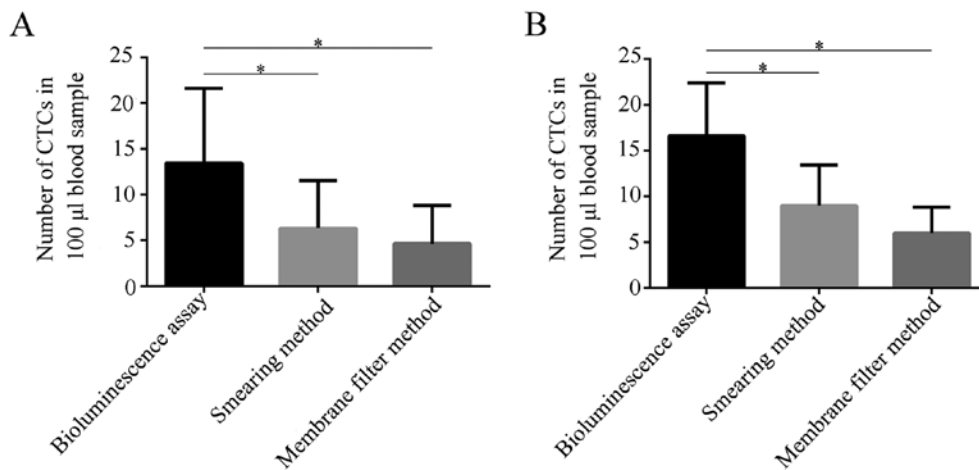 A
Number of CTCs in
100 µl blood sample
25
20
15
10
5
0
*
*
Bioluminescence assay
Smearing method
Membrane filter method
B
Number of CTCs in
100 µl blood sample
25
20
15
10
5
0
*
*
Bioluminescence assay
Smearing method
Membrane filter method